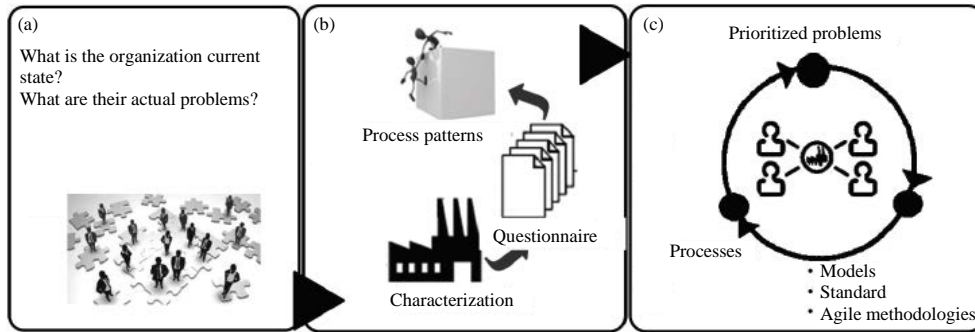 (a)
What is the organization current
state?
What are their actual problems?
(b)
Process patterns
Questionnaire
Characterization
(c)
Prioritized problems
Processes
• Models
• Standard
• Agile methodologies